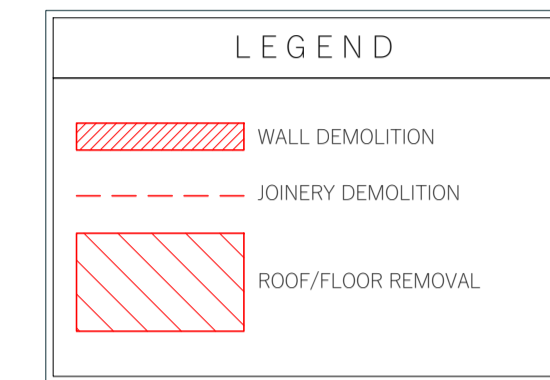 LEGEND
WALL DEMOLITION
JOINERY DEMOLITION
ROOF/FLOOR REMOVAL